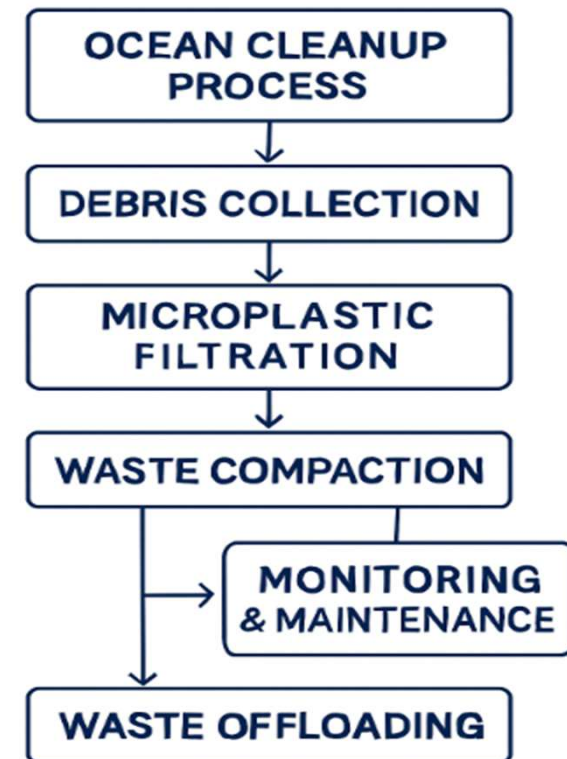 OCEAN CLEANUP
PROCESS
DEBRIS COLLECTION
MICROPLASTIC
FILTRATION
WASTE COMPACTION
MONITORING
& MAINTENANCE
WASTE OFFLOADING